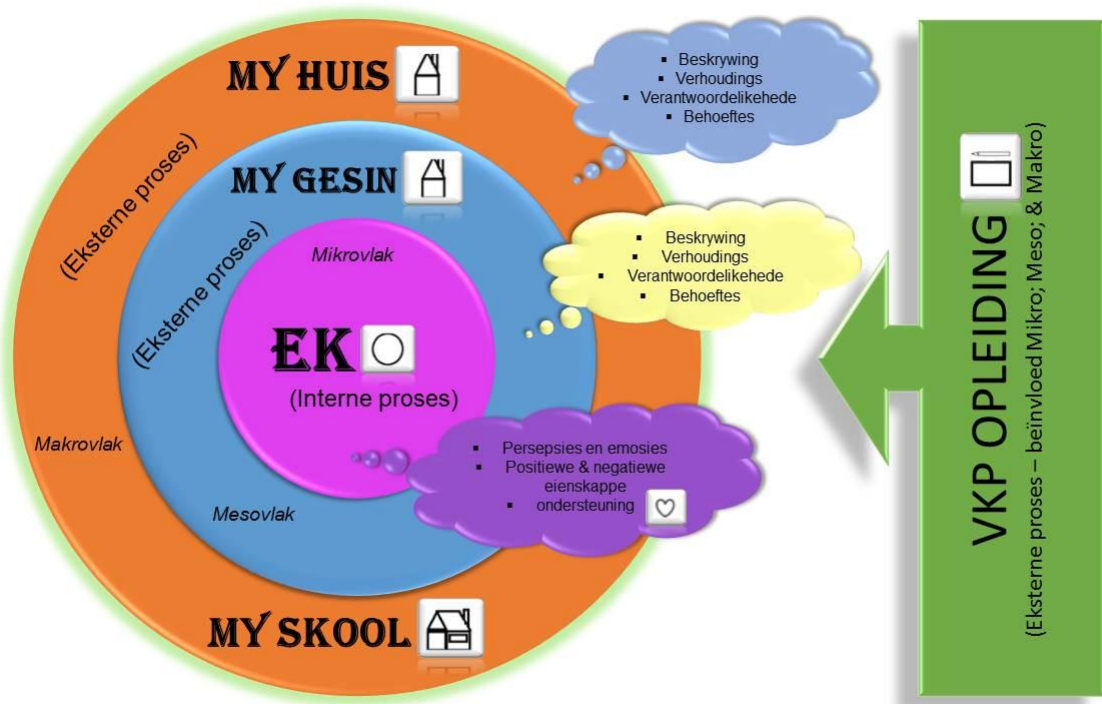 MY HUIS
(Eksterne proses)
MY GESIN
(Eksterne proses)
Mikrovlak
EK
(Interne proses)
Makrovlak
Mesovlak
MY SKOOL
▪ Beskrywing
▪ Verhoudings
▪ Verantwoordelikehede
▪ Behoeftes
▪ Beskrywing
▪ Verhoudings
▪ Verantwoordelikehede
▪ Behoeftes
▪ Persepsies en emosies
▪ Positiewe & negatiewe
eienskappe
▪ ondersteuning
VKP OPLEIDING
(Eksterne proses – beïnvloed Mikro; Meso; & Makro)